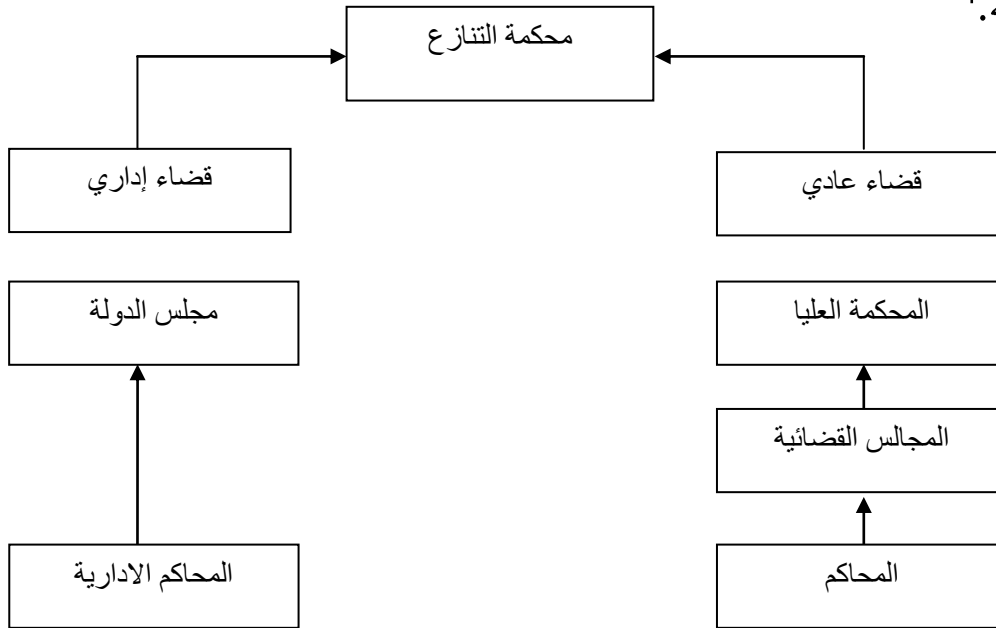 محكمة التنازع
قضاء عادي
قضاء إداري
المحكمة العليا
مجلس الدولة
المجالس القضائية
المحاكم
المحاكم الادارية